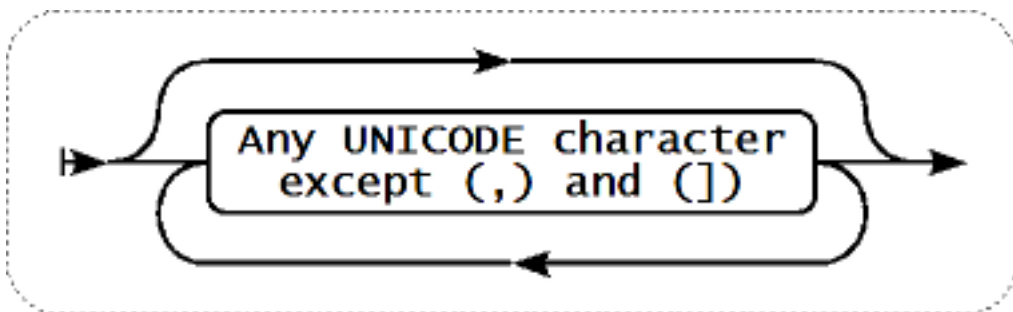 Any UNICODE character
except (,) and (])